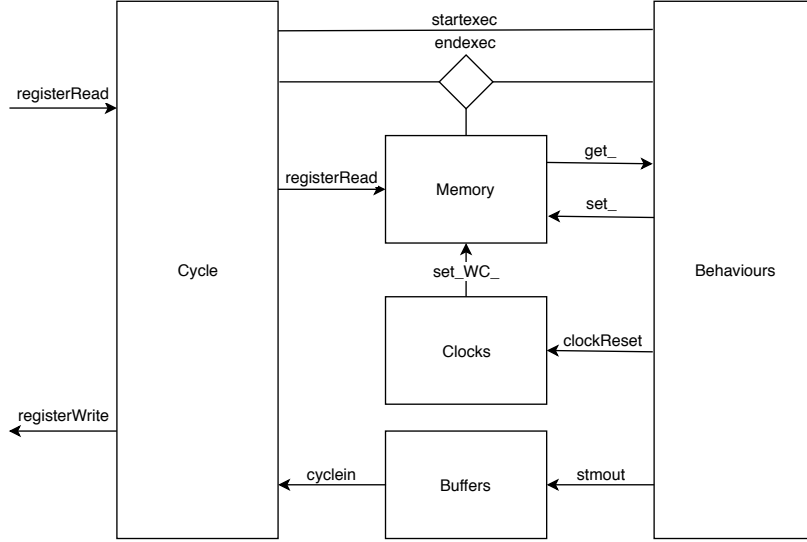 startexec
endexec
registerRead
get_
registerRead
Memory
set_
Cycle
set_WC_
Behaviours
clockReset
Clocks
registerWrite
cyclein
Buffers
stmout